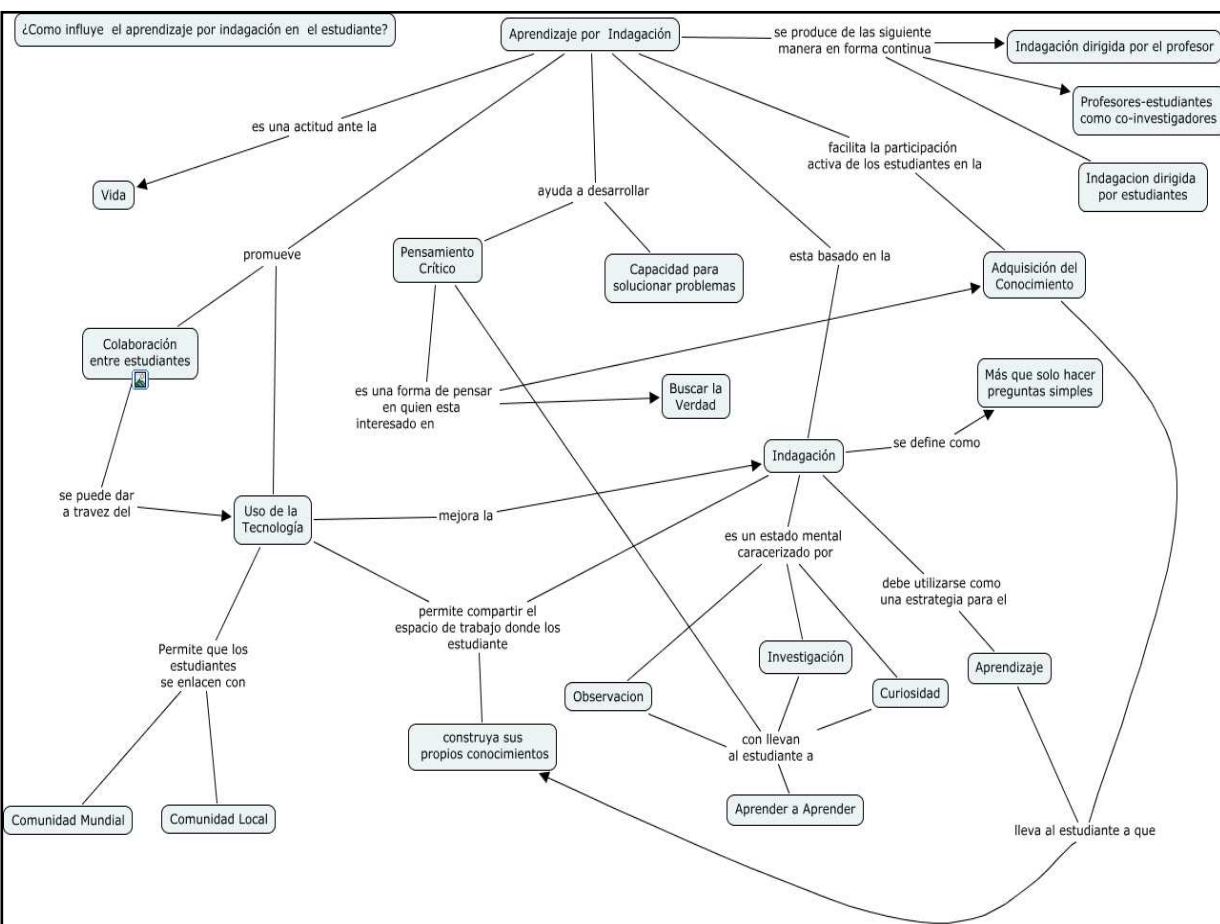 ¿Como influye el aprendizaje por indagación en el estudiante?
Aprendizaje por Indagación
se produce de las siguiente
manera en forma continua
Indagación dirigida por el profesor
Profesores-estudiantes
como co-investigadores
Indagacion dirigida
por estudiantes
es una actitud ante la
Vida
facilita la participación
activa de los estudiantes en la
ayuda a desarrollar
promueve
Pensamiento
Crítico
Capacidad para
solucionar problemas
esta basado en la
Adquisición del
Conocimiento
Colaboración
entre estudiantes
es una forma de pensar
en quien esta
interesado en
Buscar la
Verdad
Más que solo hacer
preguntas simples
Indagación
se define como
se puede dar
a travez del
Uso de la
Tecnología
mejora la
es un estado mental
caracerizado por
debe utilizarse como
una estrategia para el
permite compartir el
espacio de trabajo donde los
estudiante
Permite que los
estudiantes
se enlacen con
Observacion
Investigación
Curiosidad
Aprendizaje
construya sus
propios conocimientos
con llevan
al estudiante a
Aprender a Aprender
Comunidad Mundial
Comunidad Local
lleva al estudiante a que